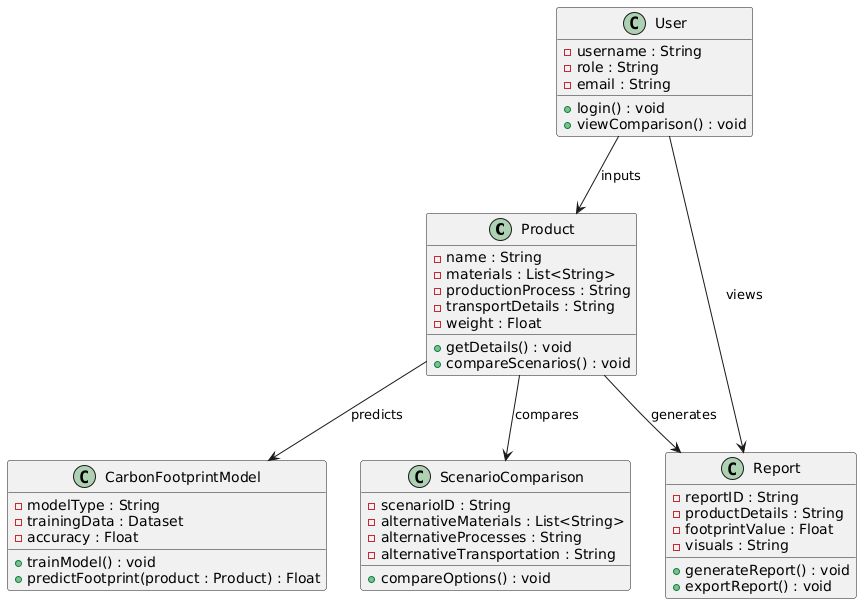 C User
username : String
role : String
email : String
login() : void
viewComparison() : void
inputs
C Product
name : String
materials : List<String>
productionProcess : String
transportDetails : String
weight : Float
getDetails() : void
compareScenarios() : void
views
predicts
compares
generates
C CarbonFootprintModel
modelType : String
trainingData : Dataset
accuracy : Float
trainModel() : void
predictFootprint(product : Product) : Float
C ScenarioComparison
scenarioID : String
alternativeMaterials : List<String>
alternativeProcesses : String
alternativeTransportation : String
compareOptions() : void
C Report
reportID : String
productDetails : String
footprintValue : Float
visuals : String
generateReport() : void
exportReport() : void